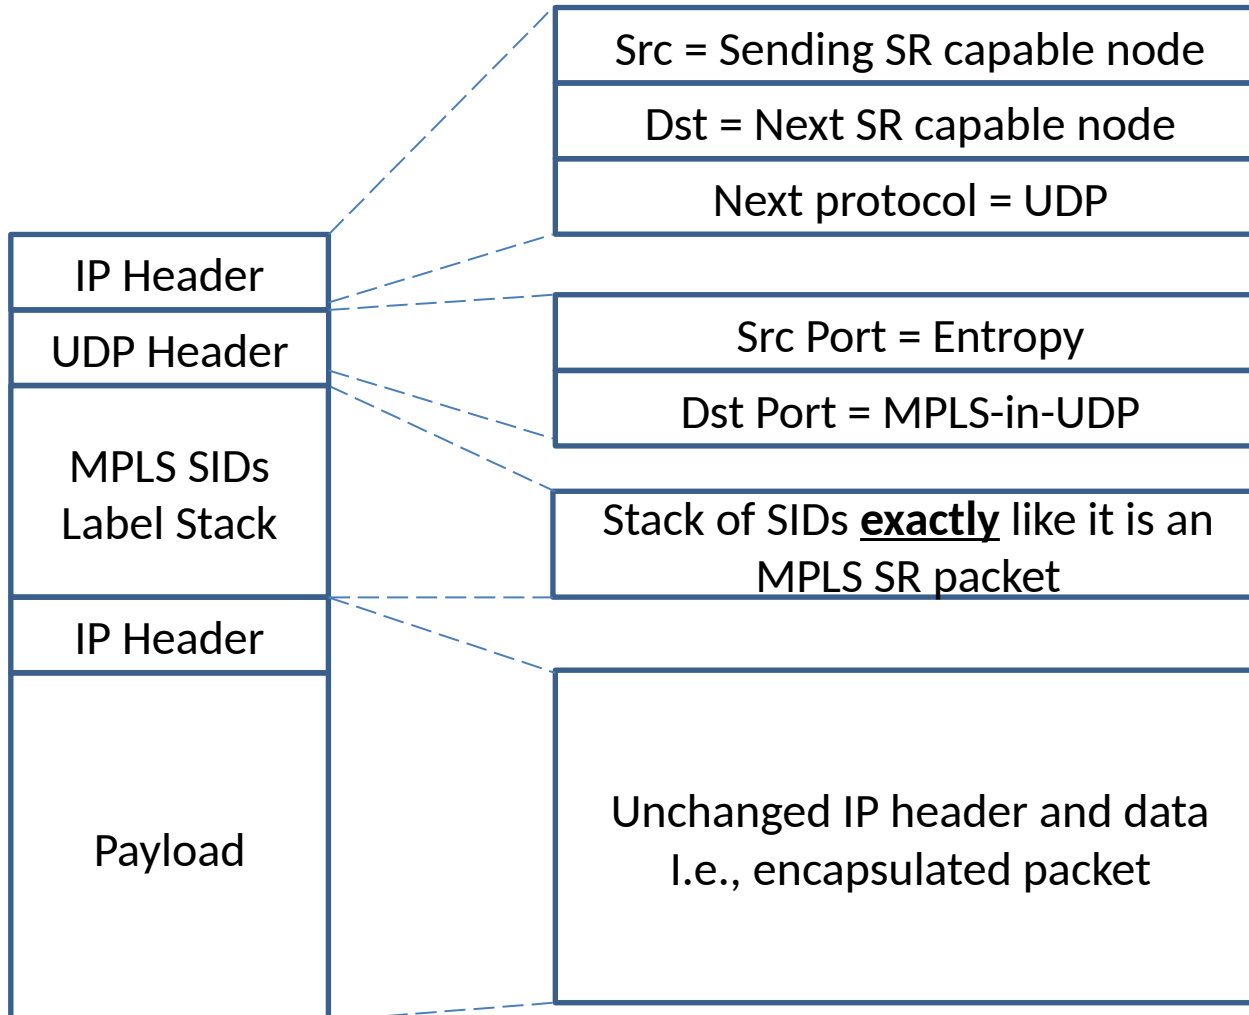 Src = Sending SR capable node
Dst = Next SR capable node
Next protocol = UDP
IP Header
UDP Header
Src Port = Entropy
Dst Port = MPLS-in-UDP
MPLS SIDs
Label Stack
Stack of SIDs exactly like it is an
MPLS SR packet
IP Header
Payload
Unchanged IP header and data
I.e., encapsulated packet